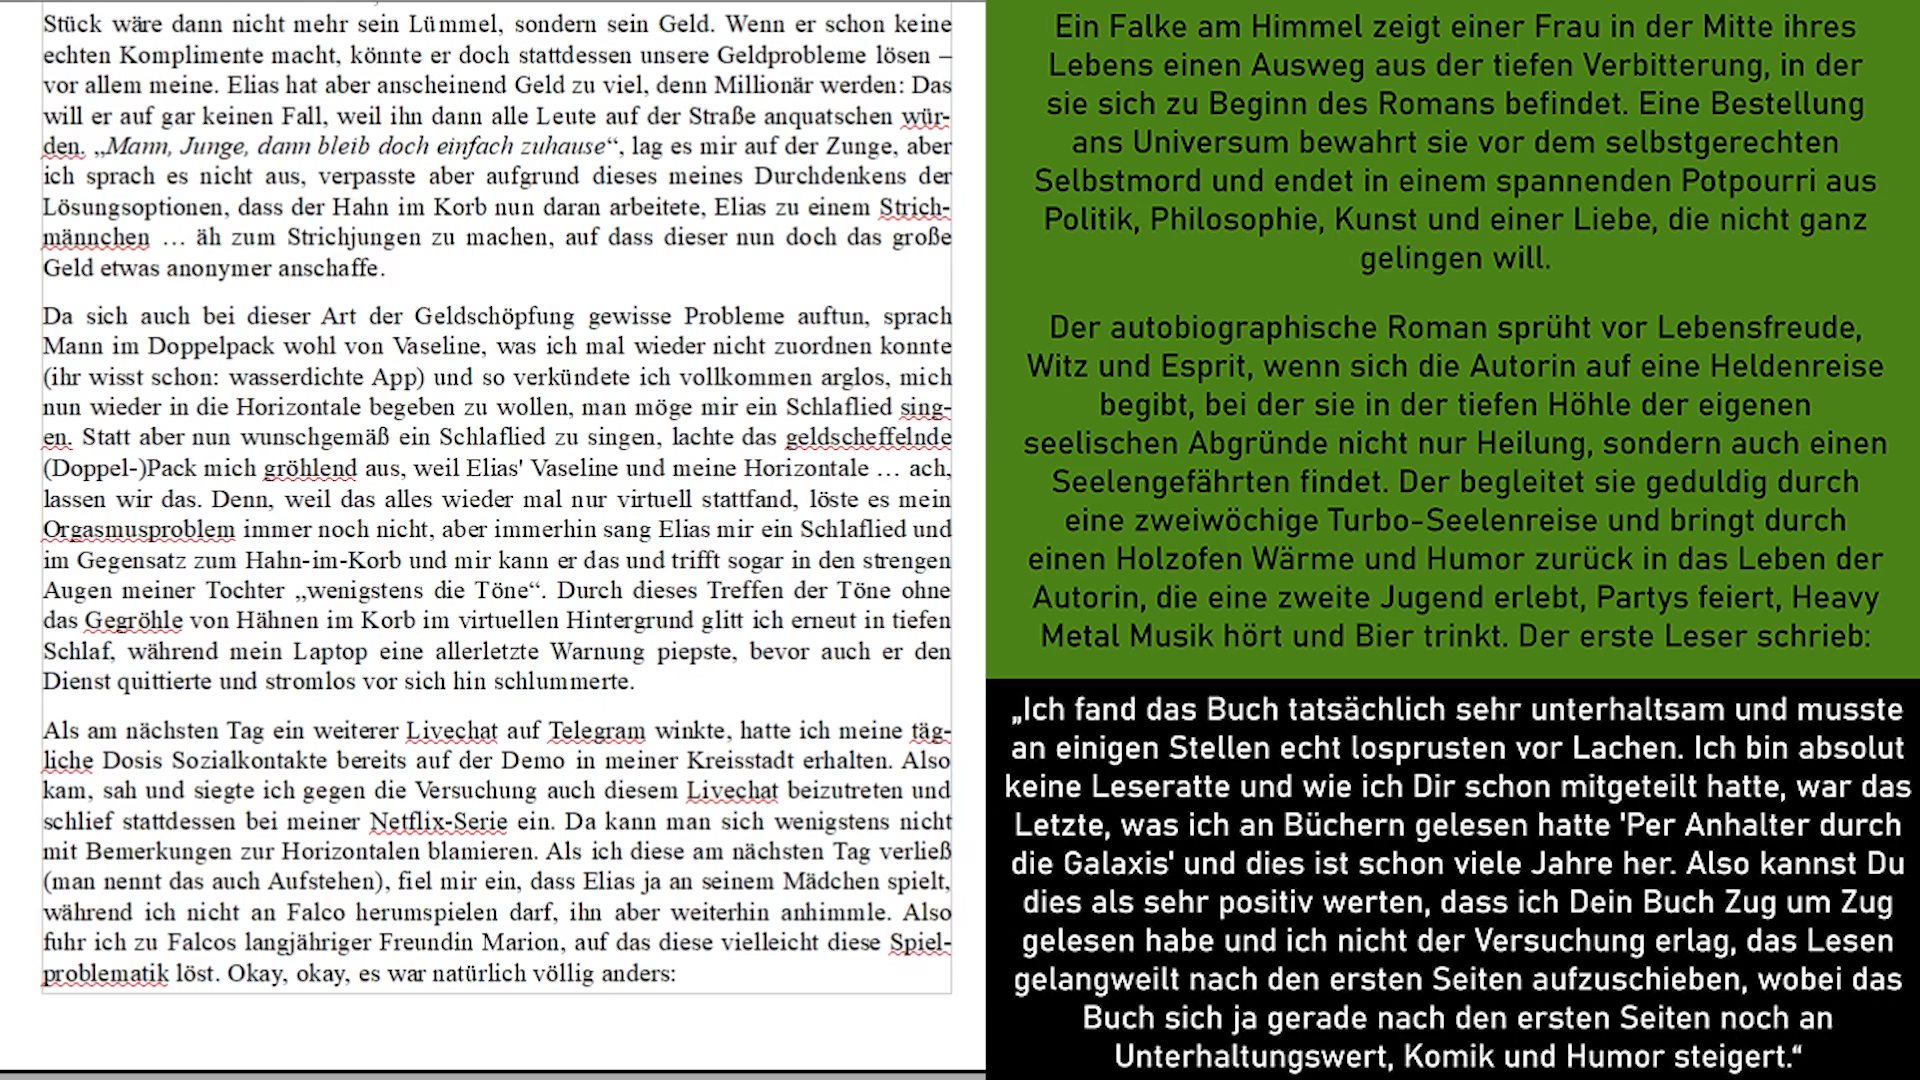 Stück wäre dann nicht mehr sein Lümmel, sondern sein Geld. Wenn er schon keine
echten Komplimente macht, könnte er doch stattdessen unsere Geldprobleme lösen –
vor allem meine. Elias hat aber anscheinend Geld zu viel, denn Millionär werden: Das
will er auf gar keinen Fall, weil ihn dann alle Leute auf der Straße anquatschen wür-
den. „Mann, Junge, dann bleib doch einfach zuhause“, lag es mir auf der Zunge, aber
ich sprach es nicht aus, verpasste aber aufgrund dieses meines Durchdenkens der
Lösungsoptionen, dass der Hahn im Korb nun daran arbeitete, Elias zu einem Strich-
männchen … äh zum Strichjungen zu machen, auf dass dieser nun doch das große
Geld etwas anonymer anschaffe.
Da sich auch bei dieser Art der Geldschöpfung gewisse Probleme auftun, sprach
Mann im Doppelpack wohl von Vaseline, was ich mal wieder nicht zuordnen konnte
(ihr wisst schon: wasserdichte App) und so verkündete ich vollkommen arglos, mich
nun wieder in die Horizontale begeben zu wollen, man möge mir ein Schlaflied sing-
en. Statt aber nun wunschgemäß ein Schlaflied zu singen, lachte das geldscheffelnde
(Doppel-)Pack mich gröhlend aus, weil Elias' Vaseline und meine Horizontale … ach,
lassen wir das. Denn, weil das alles wieder mal nur virtuell stattfand, löste es mein
Orgasmusproblem immer noch nicht, aber immerhin sang Elias mir ein Schlaflied und
im Gegensatz zum Hahn-im-Korb und mir kann er das und trifft sogar in den strengen
Augen meiner Tochter „wenigstens die Töne“. Durch dieses Treffen der Töne ohne
das Gegröhle von Hähnen im Korb im virtuellen Hintergrund glitt ich erneut in tiefen
Schlaf, während mein Laptop eine allerletzte Warnung piepste, bevor auch er den
Dienst quittierte und stromlos vor sich hin schlummerte.
Als am nächsten Tag ein weiterer Livechat auf Telegram winkte, hatte ich meine täg-
liche Dosis Sozialkontakte bereits auf der Demo in meiner Kreisstadt erhalten. Also
kam, sah und siegte ich gegen die Versuchung auch diesem Livechat beizutreten und
schlief stattdessen bei meiner Netflix-Serie ein. Da kann man sich wenigstens nicht
mit Bemerkungen zur Horizontalen blamieren. Als ich diese am nächsten Tag verließ
(man nennt das auch Aufstehen), fiel mir ein, dass Elias ja an seinem Mädchen spielt,
während ich nicht an Falco herumspielen darf, ihn aber weiterhin anhimmle. Also
fuhr ich zu Falcos langjähriger Freundin Marion, auf das diese vielleicht diese Spiel-
problematik löst. Okay, okay, es war natürlich völlig anders:
Ein Falke am Himmel zeigt einer Frau in der Mitte ihres
Lebens einen Ausweg aus der tiefen Verbitterung, in der
sie sich zu Beginn des Romans befindet. Eine Bestellung
ans Universum bewahrt sie vor dem selbstgerechten
Selbstmord und endet in einem spannenden Potpourri aus
Politik, Philosophie, Kunst und einer Liebe, die nicht ganz
gelingen will.
Der autobiographische Roman sprüht vor Lebensfreude,
Witz und Esprit, wenn sich die Autorin auf eine Heldenreise
begibt, bei der sie in der tiefen Höhle der eigenen
seelischen Abgründe nicht nur Heilung, sondern auch einen
Seelengefährten findet. Der begleitet sie geduldig durch
eine zweiwöchige Turbo-Seelenreise und bringt durch
einen Holzofen Wärme und Humor zurück in das Leben der
Autorin, die eine zweite Jugend erlebt, Partys feiert, Heavy
Metal Musik hört und Bier trinkt. Der erste Leser schrieb:
„Ich fand das Buch tatsächlich sehr unterhaltsam und musste
an einigen Stellen echt losprusten vor Lachen. Ich bin absolut
keine Leseratte und wie ich Dir schon mitgeteilt hatte, war das
Letzte, was ich an Büchern gelesen hatte 'Per Anhalter durch
die Galaxis' und dies ist schon viele Jahre her. Also kannst Du
dies als sehr positiv werten, dass ich Dein Buch Zug um Zug
gelesen habe und ich nicht der Versuchung erlag, das Lesen
gelangweilt nach den ersten Seiten aufzuschieben, wobei das
Buch sich ja gerade nach den ersten Seiten noch an
Unterhaltungswert, Komik und Humor steigert.“